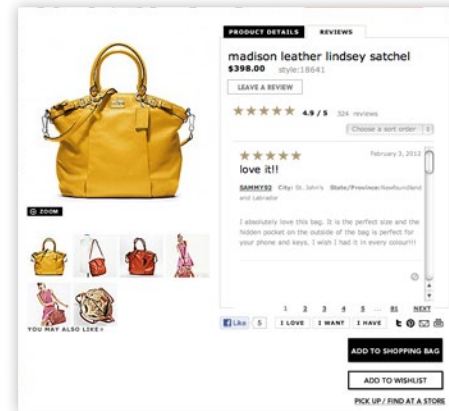 PRODUCT DETAILS
REVIEWS
madison leather lindsey satchel
$398.00 style:18641
LEAVE A REVIEW
4.9 / 5 324 reviews
Choose a sort order
February 3, 2012
love it!!
SAMMY92 City: St. John's State/Province:Newfoundland
and Labrador
I absolutely love this bag. It is the perfect size and the
hidden pocket on the outside of the bag is perfect for
your phone and keys. I wish I had it in every colour!!!
ZOOM
1 2 3 4 5 ... 81 NEXT
YOU MAY ALSO LIKE >
Like 5 I LOVE I WANT I HAVE
ADD TO SHOPPING BAG
ADD TO WISHLIST
PICK UP / FIND AT A STORE